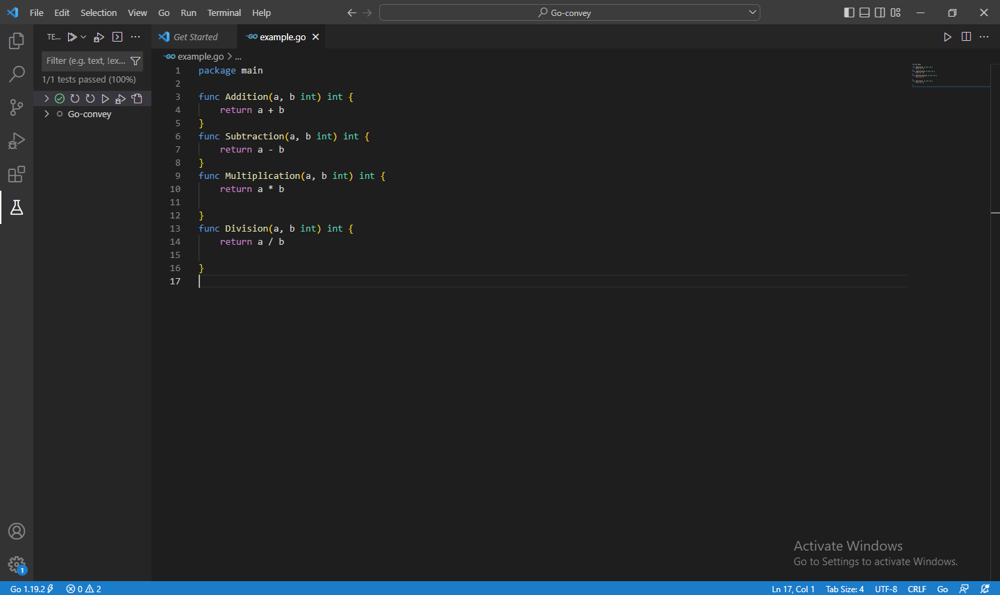 File Edit Selection View Go Run Terminal Help
Go-convey
TE...
Get Started
example.go
Filter (e.g. text, !ex...
1/1 tests passed (100%)
Go-convey
example.go > ...
1 package main
2
3 func Addition(a, b int) int {
4 return a + b
5 }
6 func Subtraction(a, b int) int {
7 return a - b
8 }
9 func Multiplication(a, b int) int {
10 return a * b
11
12 }
13 func Division(a, b int) int {
14 return a / b
15
16 }
17
Activate Windows
Go to Settings to activate Windows.
1
Go 1.19.2 0 2 Ln 17, Col 1 Tab Size: 4 UTF-8 CRLF Go